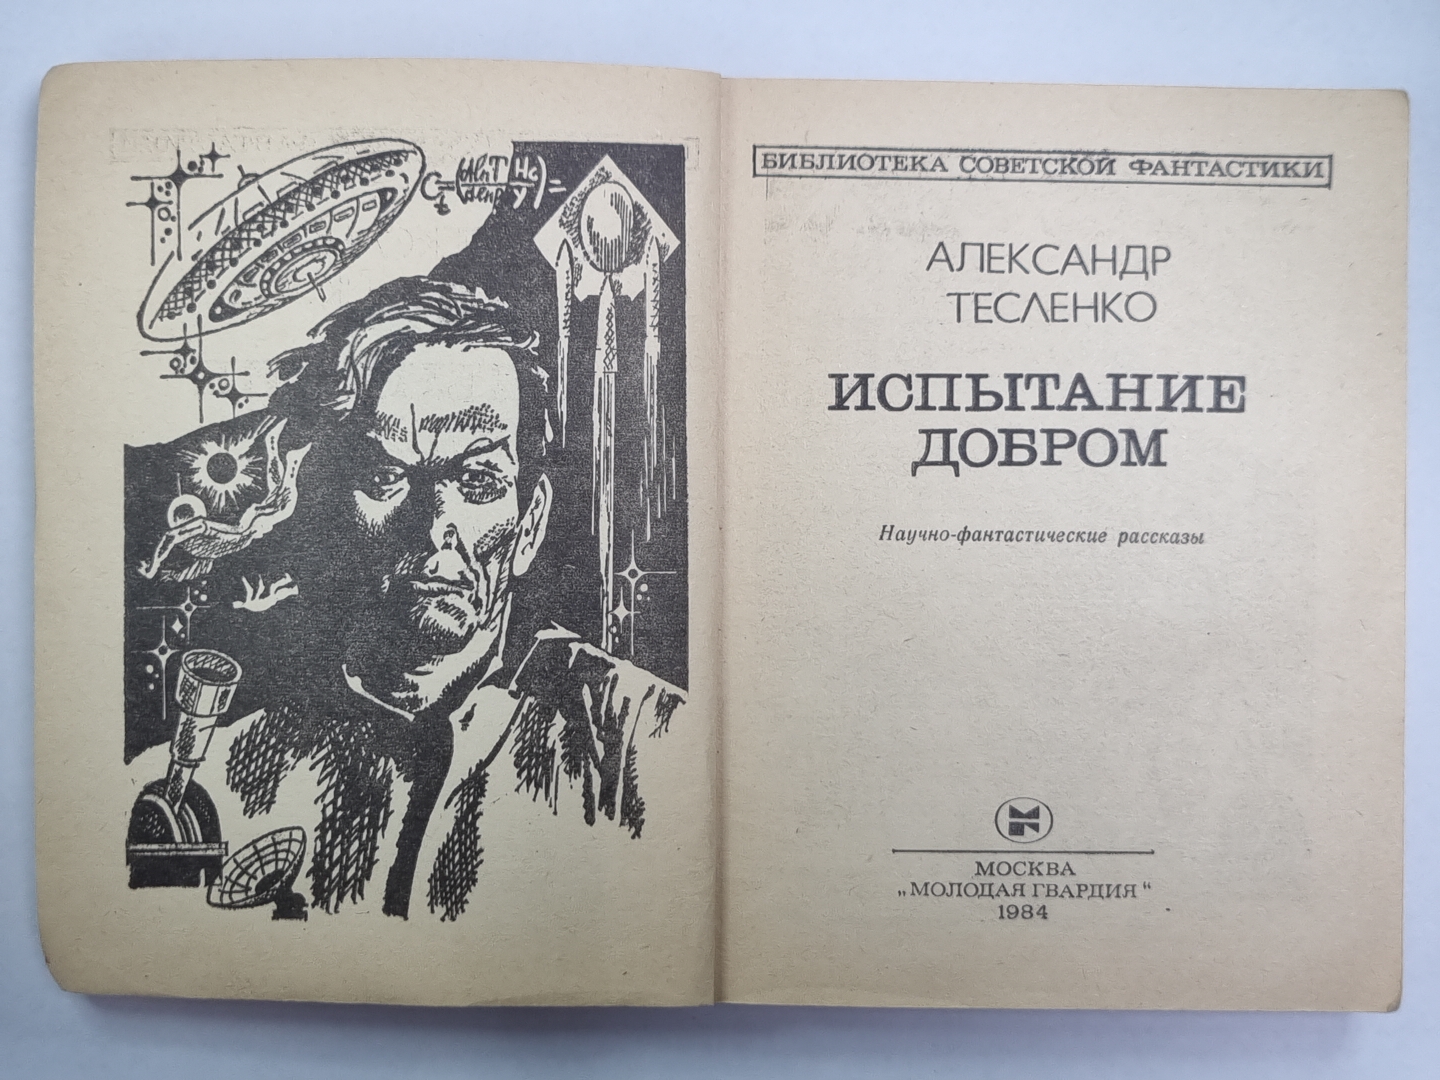 БИБЛИОТЕКА СОВЕТСКОЙ ФАНТАСТИКИ
АЛЕКСАНДР
ТЕСЛЕНКО
ИСПЫТАНИЕ
ДОБРОМ
Научно-фантастические рассказы
МОСКВА
„МОЛОДАЯ ГВАРДИЯ“
1984